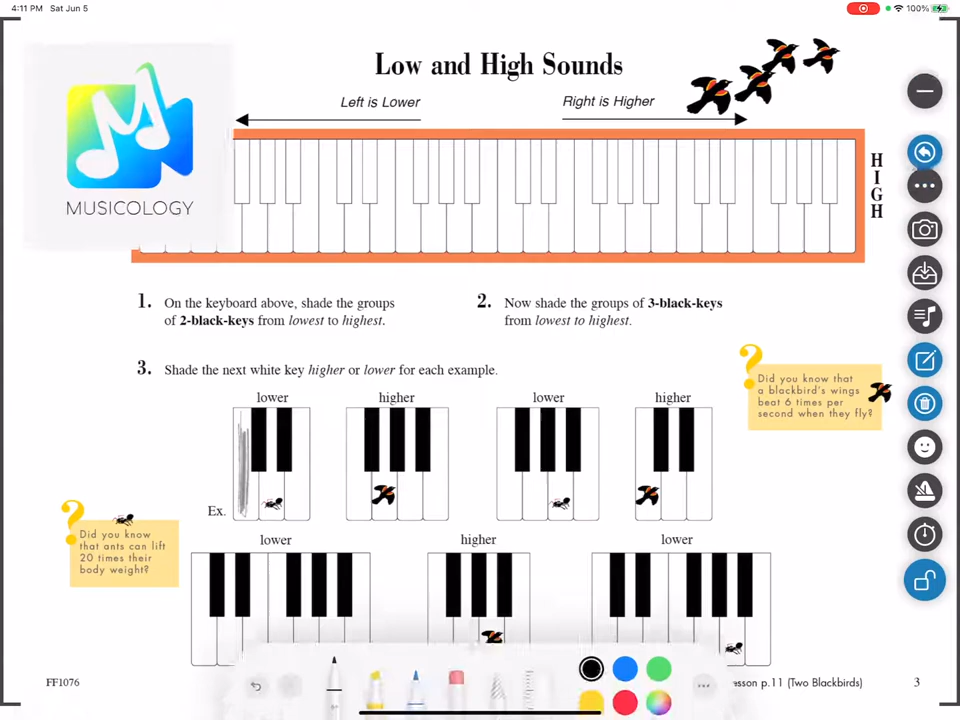 4:11 PM Sat Jun 5
100%
Low and High Sounds
Left is Lower
Right is Higher
MUSICOLOGY
HIGH
1. On the keyboard above, shade the groups
of 2-black-keys from lowest to highest.
2. Now shade the groups of 3-black-keys
from lowest to highest.
3. Shade the next white key higher or lower for each example.
?
Did you know that
a blackbird's wings
beat 6 times per
second when they fly?
lower
higher
lower
higher
Ex.
?
Did you know
that ants can lift
20 times their
body weight?
lower
higher
lower
FF1076
esson p.11 (Two Blackbirds)
3